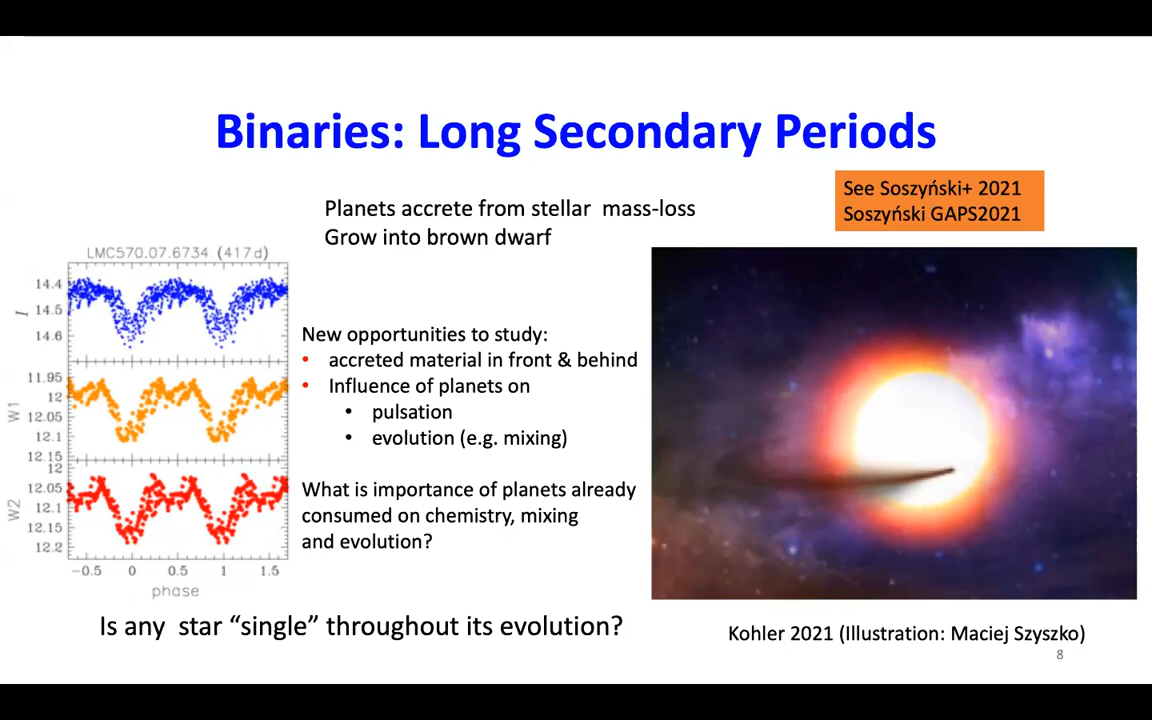 Binaries: Long Secondary Periods
See Soszyński+ 2021
Soszyński GAPS2021
Planets accrete from stellar mass-loss
Grow into brown dwarf
LMC570.07.6734 (417d)
I
14.4
14.5
14.6
W1
11.95
12
12.05
12.1
12.15
W2
12
12.05
12.1
12.15
12.2
−0.5 0 0.5 1 1.5
phase
New opportunities to study:
• accreted material in front & behind
• Influence of planets on
• pulsation
• evolution (e.g. mixing)
What is importance of planets already
consumed on chemistry, mixing
and evolution?
Is any star “single” throughout its evolution?
Kohler 2021 (Illustration: Maciej Szyszko)
8